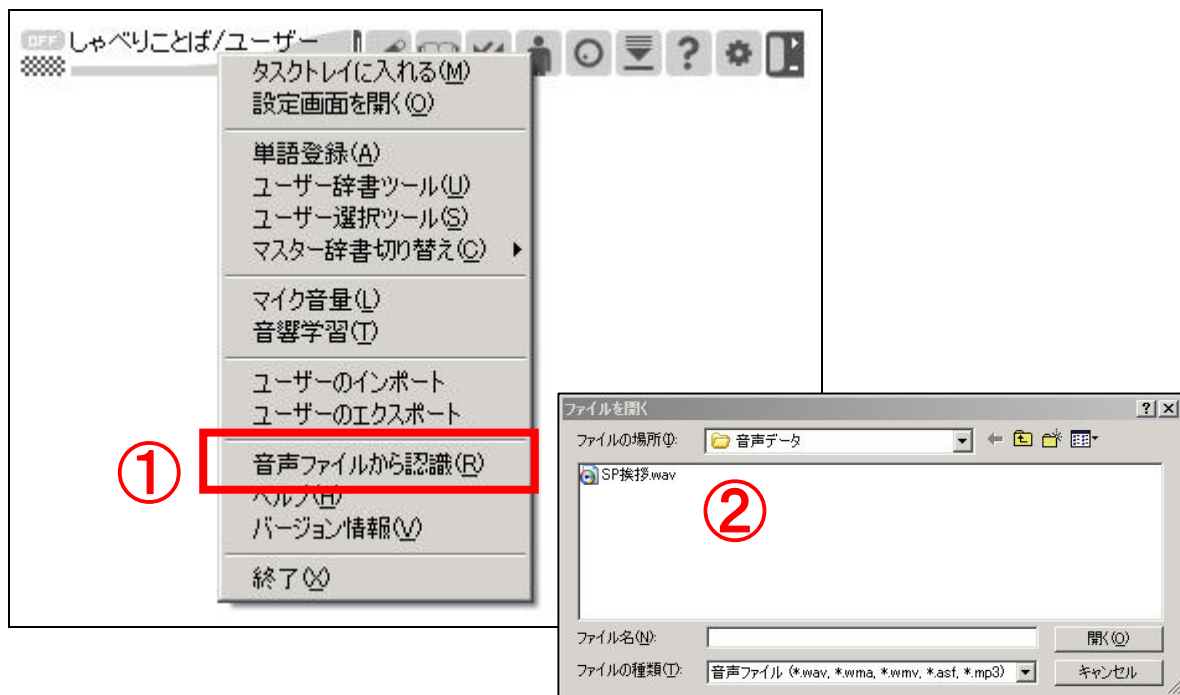 OFF しゃべりことば/ユーザー ?
タスクトレイに入れる(M)
設定画面を開く(O)
単語登録(A)
ユーザー辞書ツール(U)
ユーザー選択ツール(S)
マスター辞書切り替え(C)
マイク音量(L)
音響学習(T)
ユーザーのインポート
ユーザーのエクスポート
① 音声ファイルから認識(R)
ヘルプ(H)
バージョン情報(V)
終了(X)
ファイルを開く
ファイルの場所(I): 音声データ
SP挨拶.wav
②
ファイル名(N): 開く(O)
ファイルの種類(T): 音声ファイル (*.wav, *.wma, *.wmv, *.asf, *.mp3) キャンセル